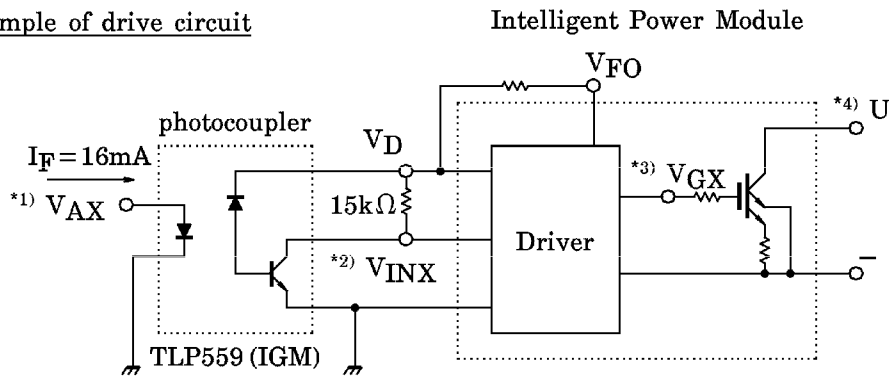 mple of drive circuit
Intelligent Power Module
VFO
*4) U
photocoupler
VD
IF = 16mA
*3) VGX
*1) VAX
15kΩ
Driver
*2) VINX
−
TLP559 (IGM)